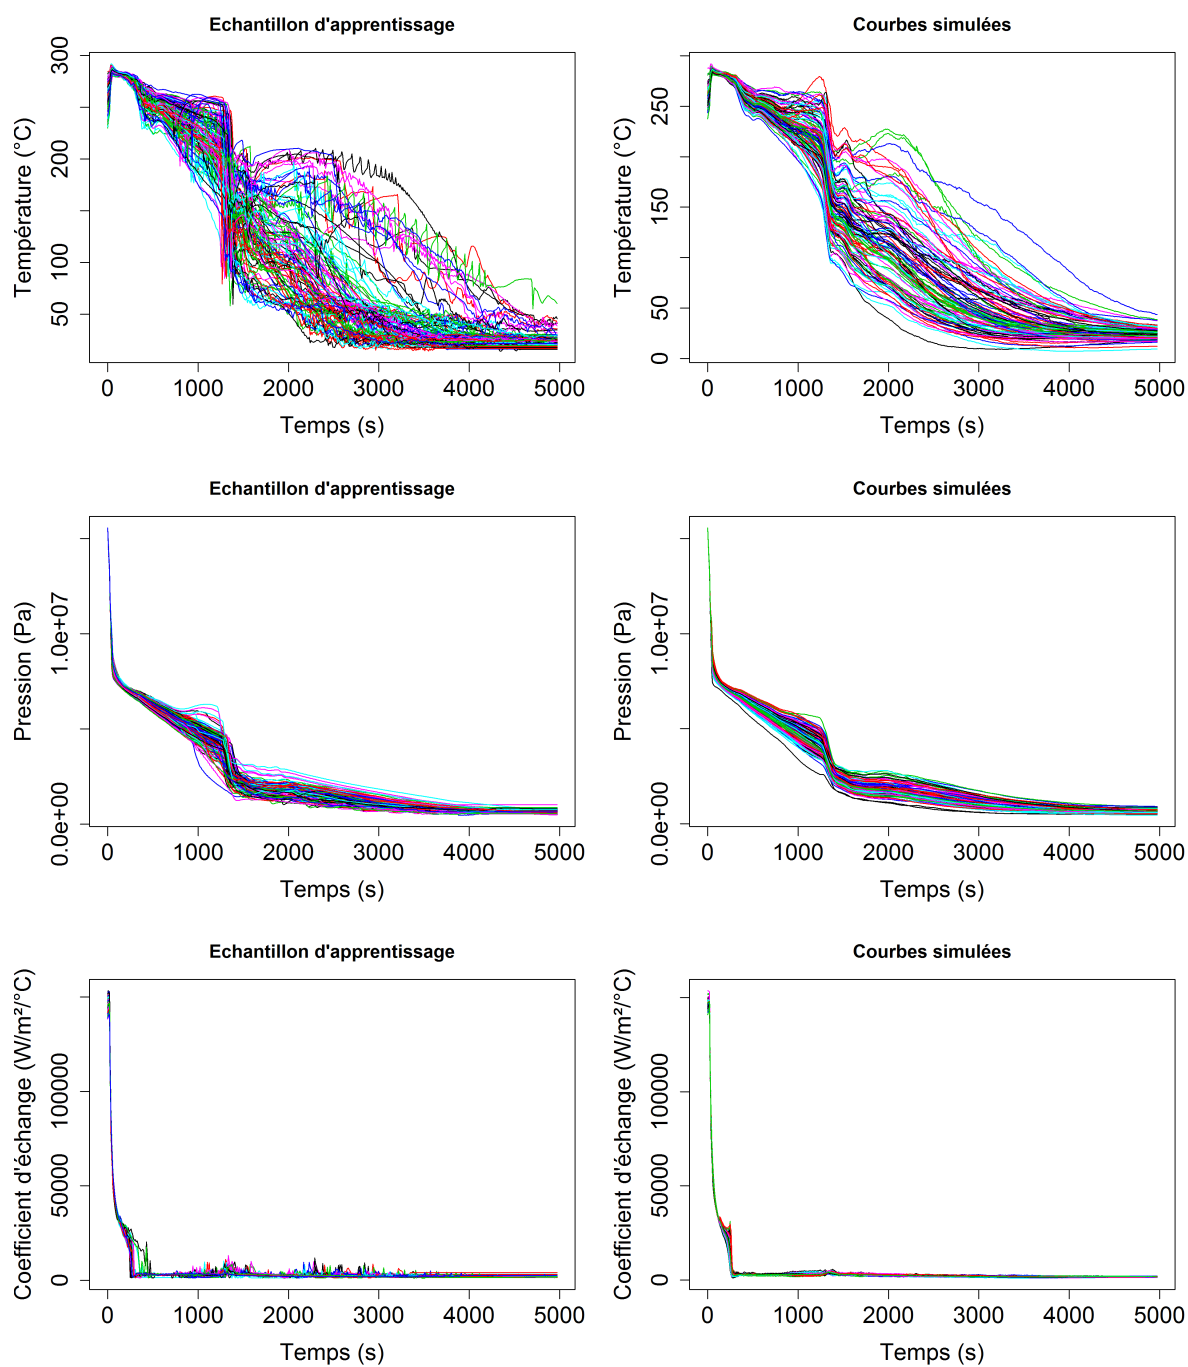 Echantillon d'apprentissage
Température (°C)
50
100
200
300
0 1000 2000 3000 4000 5000
Temps (s)
Courbes simulées
Température (°C)
0
50
150
250
0 1000 2000 3000 4000 5000
Temps (s)
Echantillon d'apprentissage
Pression (Pa)
0.0e+00
1.0e+07
0 1000 2000 3000 4000 5000
Temps (s)
Courbes simulées
Pression (Pa)
0.0e+00
1.0e+07
0 1000 2000 3000 4000 5000
Temps (s)
Echantillon d'apprentissage
Coefficient d'échange (W/m²/°C)
0
50000
100000
0 1000 2000 3000 4000 5000
Temps (s)
Courbes simulées
Coefficient d'échange (W/m²/°C)
0
50000
100000
0 1000 2000 3000 4000 5000
Temps (s)